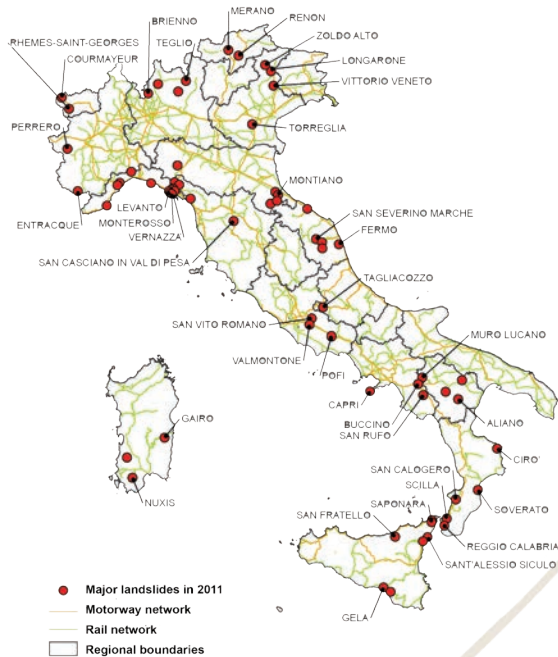 MERANO
BRIENNO
RENON
RHEMES-SAINT-GEORGES
TEGLIO
ZOLDO ALTO
COURMAYEUR
LONGARONE
VITTORIO VENETO
PERRERO
TORREGLIA
MONTIANO
LEVANTO
ENTRACQUE
MONTEROSSO
VERNAZZA
SAN SEVERINO MARCHE
FERMO
SAN CASCIANO IN VAL DI PESA
TAGLIACOZZO
SAN VITO ROMANO
MURO LUCANO
VALMONTONE
POFI
CAPRI
BUCCINO
ALIANO
SAN RUFO
GAIRO
CIRO'
SAN CALOGERO
SCILLA
NUXIS
SAPONARA
SOVERATO
SAN FRATELLO
REGGIO CALABRIA
SANT'ALESSIO SICULO
GELA
Major landslides in 2011
Motorway network
Rail network
Regional boundaries